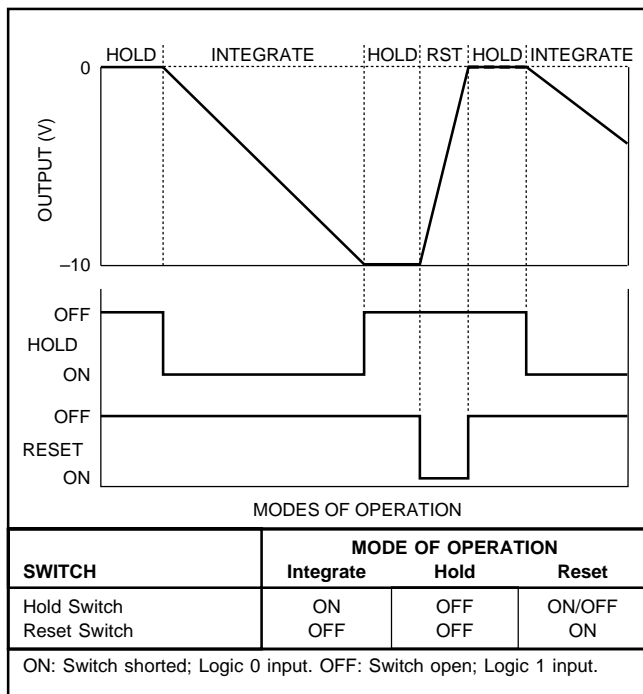 HOLD INTEGRATE HOLD RST HOLD INTEGRATE
0
OUTPUT (V)
–10
OFF
HOLD
ON
OFF
RESET
ON
MODES OF OPERATION
MODE OF OPERATION
SWITCH Integrate Hold Reset
Hold Switch ON OFF ON/OFF
Reset Switch OFF OFF ON
ON: Switch shorted; Logic 0 input. OFF: Switch open; Logic 1 input.